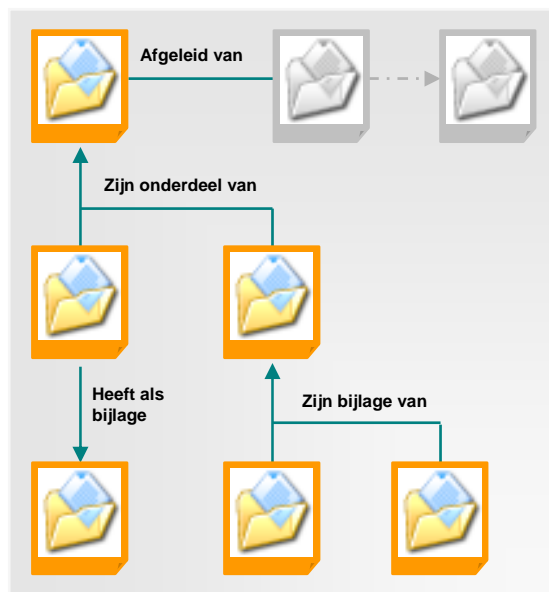 Afgeleid van
Zijn onderdeel van
Heeft als
bijlage
Zijn bijlage van